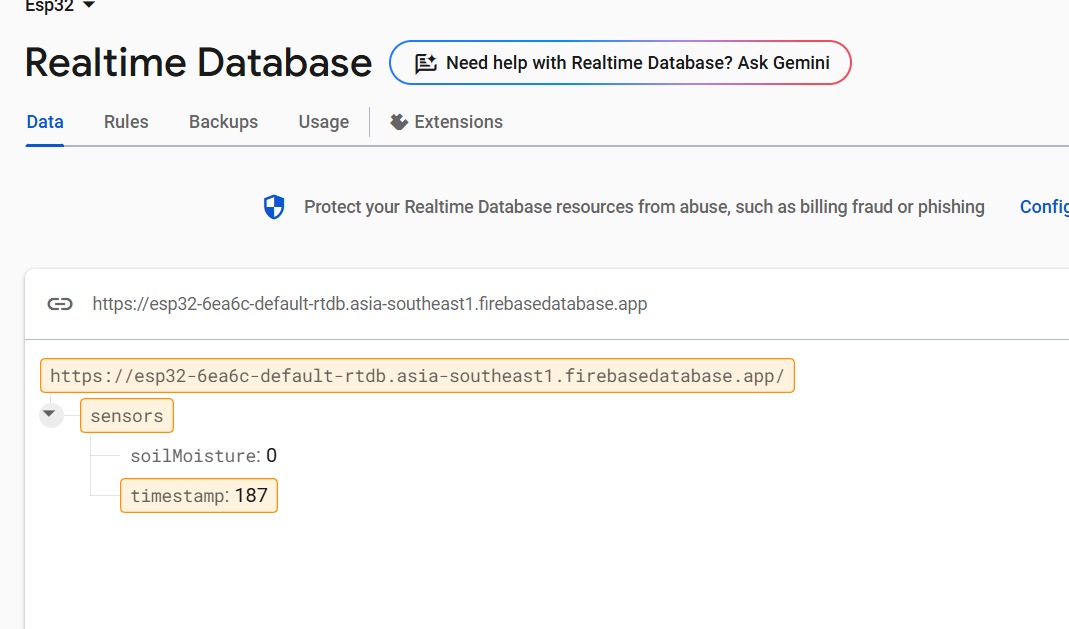 Esp32
Realtime Database
Need help with Realtime Database? Ask Gemini
Data Rules Backups Usage Extensions
Protect your Realtime Database resources from abuse, such as billing fraud or phishing Config
https://esp32-6ea6c-default-rtdb.asia-southeast1.firebasedatabase.app
https://esp32-6ea6c-default-rtdb.asia-southeast1.firebasedatabase.app/
sensors
soilMoisture: 0
timestamp: 187